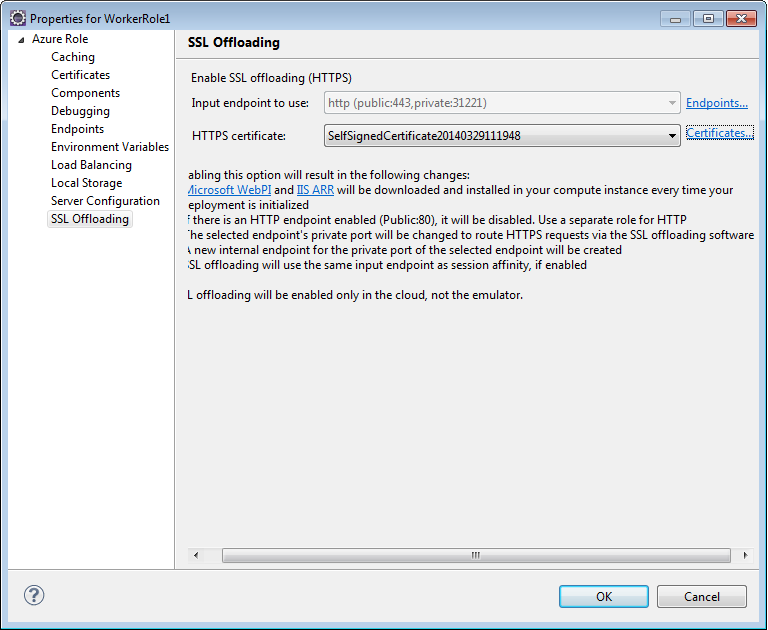 Properties for WorkerRole1
Azure Role
Caching
Certificates
Components
Debugging
Endpoints
Environment Variables
Load Balancing
Local Storage
Server Configuration
SSL Offloading
SSL Offloading
Enable SSL offloading (HTTPS)
Input endpoint to use: http (public:443,private:31221) Endpoints...
HTTPS certificate: SelfSignedCertificate20140329111948 Certificates...
abling this option will result in the following changes:
Microsoft WebPI and IIS ARR will be downloaded and installed in your compute instance every time your
eployment is initialized
f there is an HTTP endpoint enabled (Public:80), it will be disabled. Use a separate role for HTTP
The selected endpoint's private port will be changed to route HTTPS requests via the SSL offloading software
A new internal endpoint for the private port of the selected endpoint will be created
SSL offloading will use the same input endpoint as session affinity, if enabled
L offloading will be enabled only in the cloud, not the emulator.
?
OK Cancel